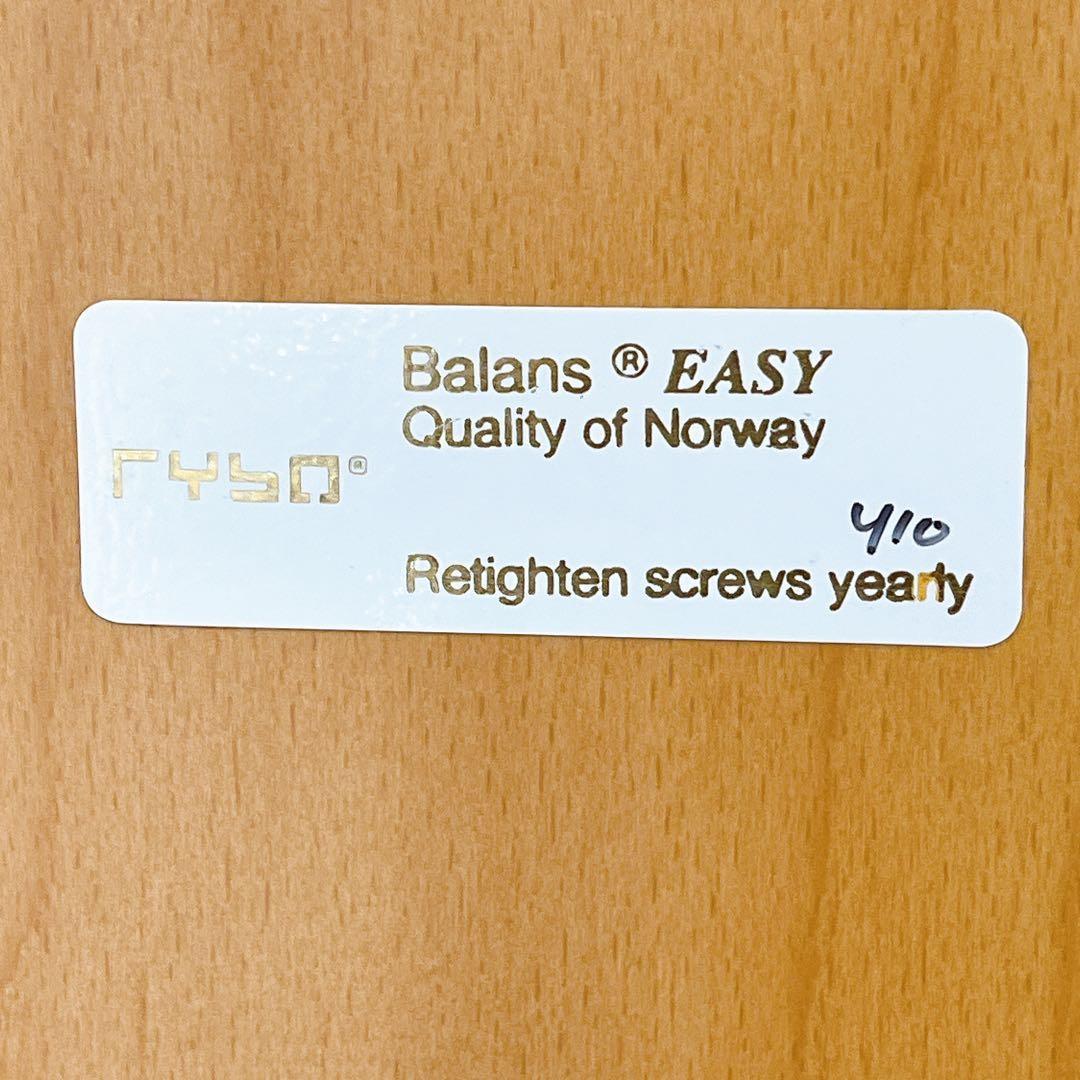 rybo®
Balans ® EASY
Quality of Norway
410
Retighten screws yearly